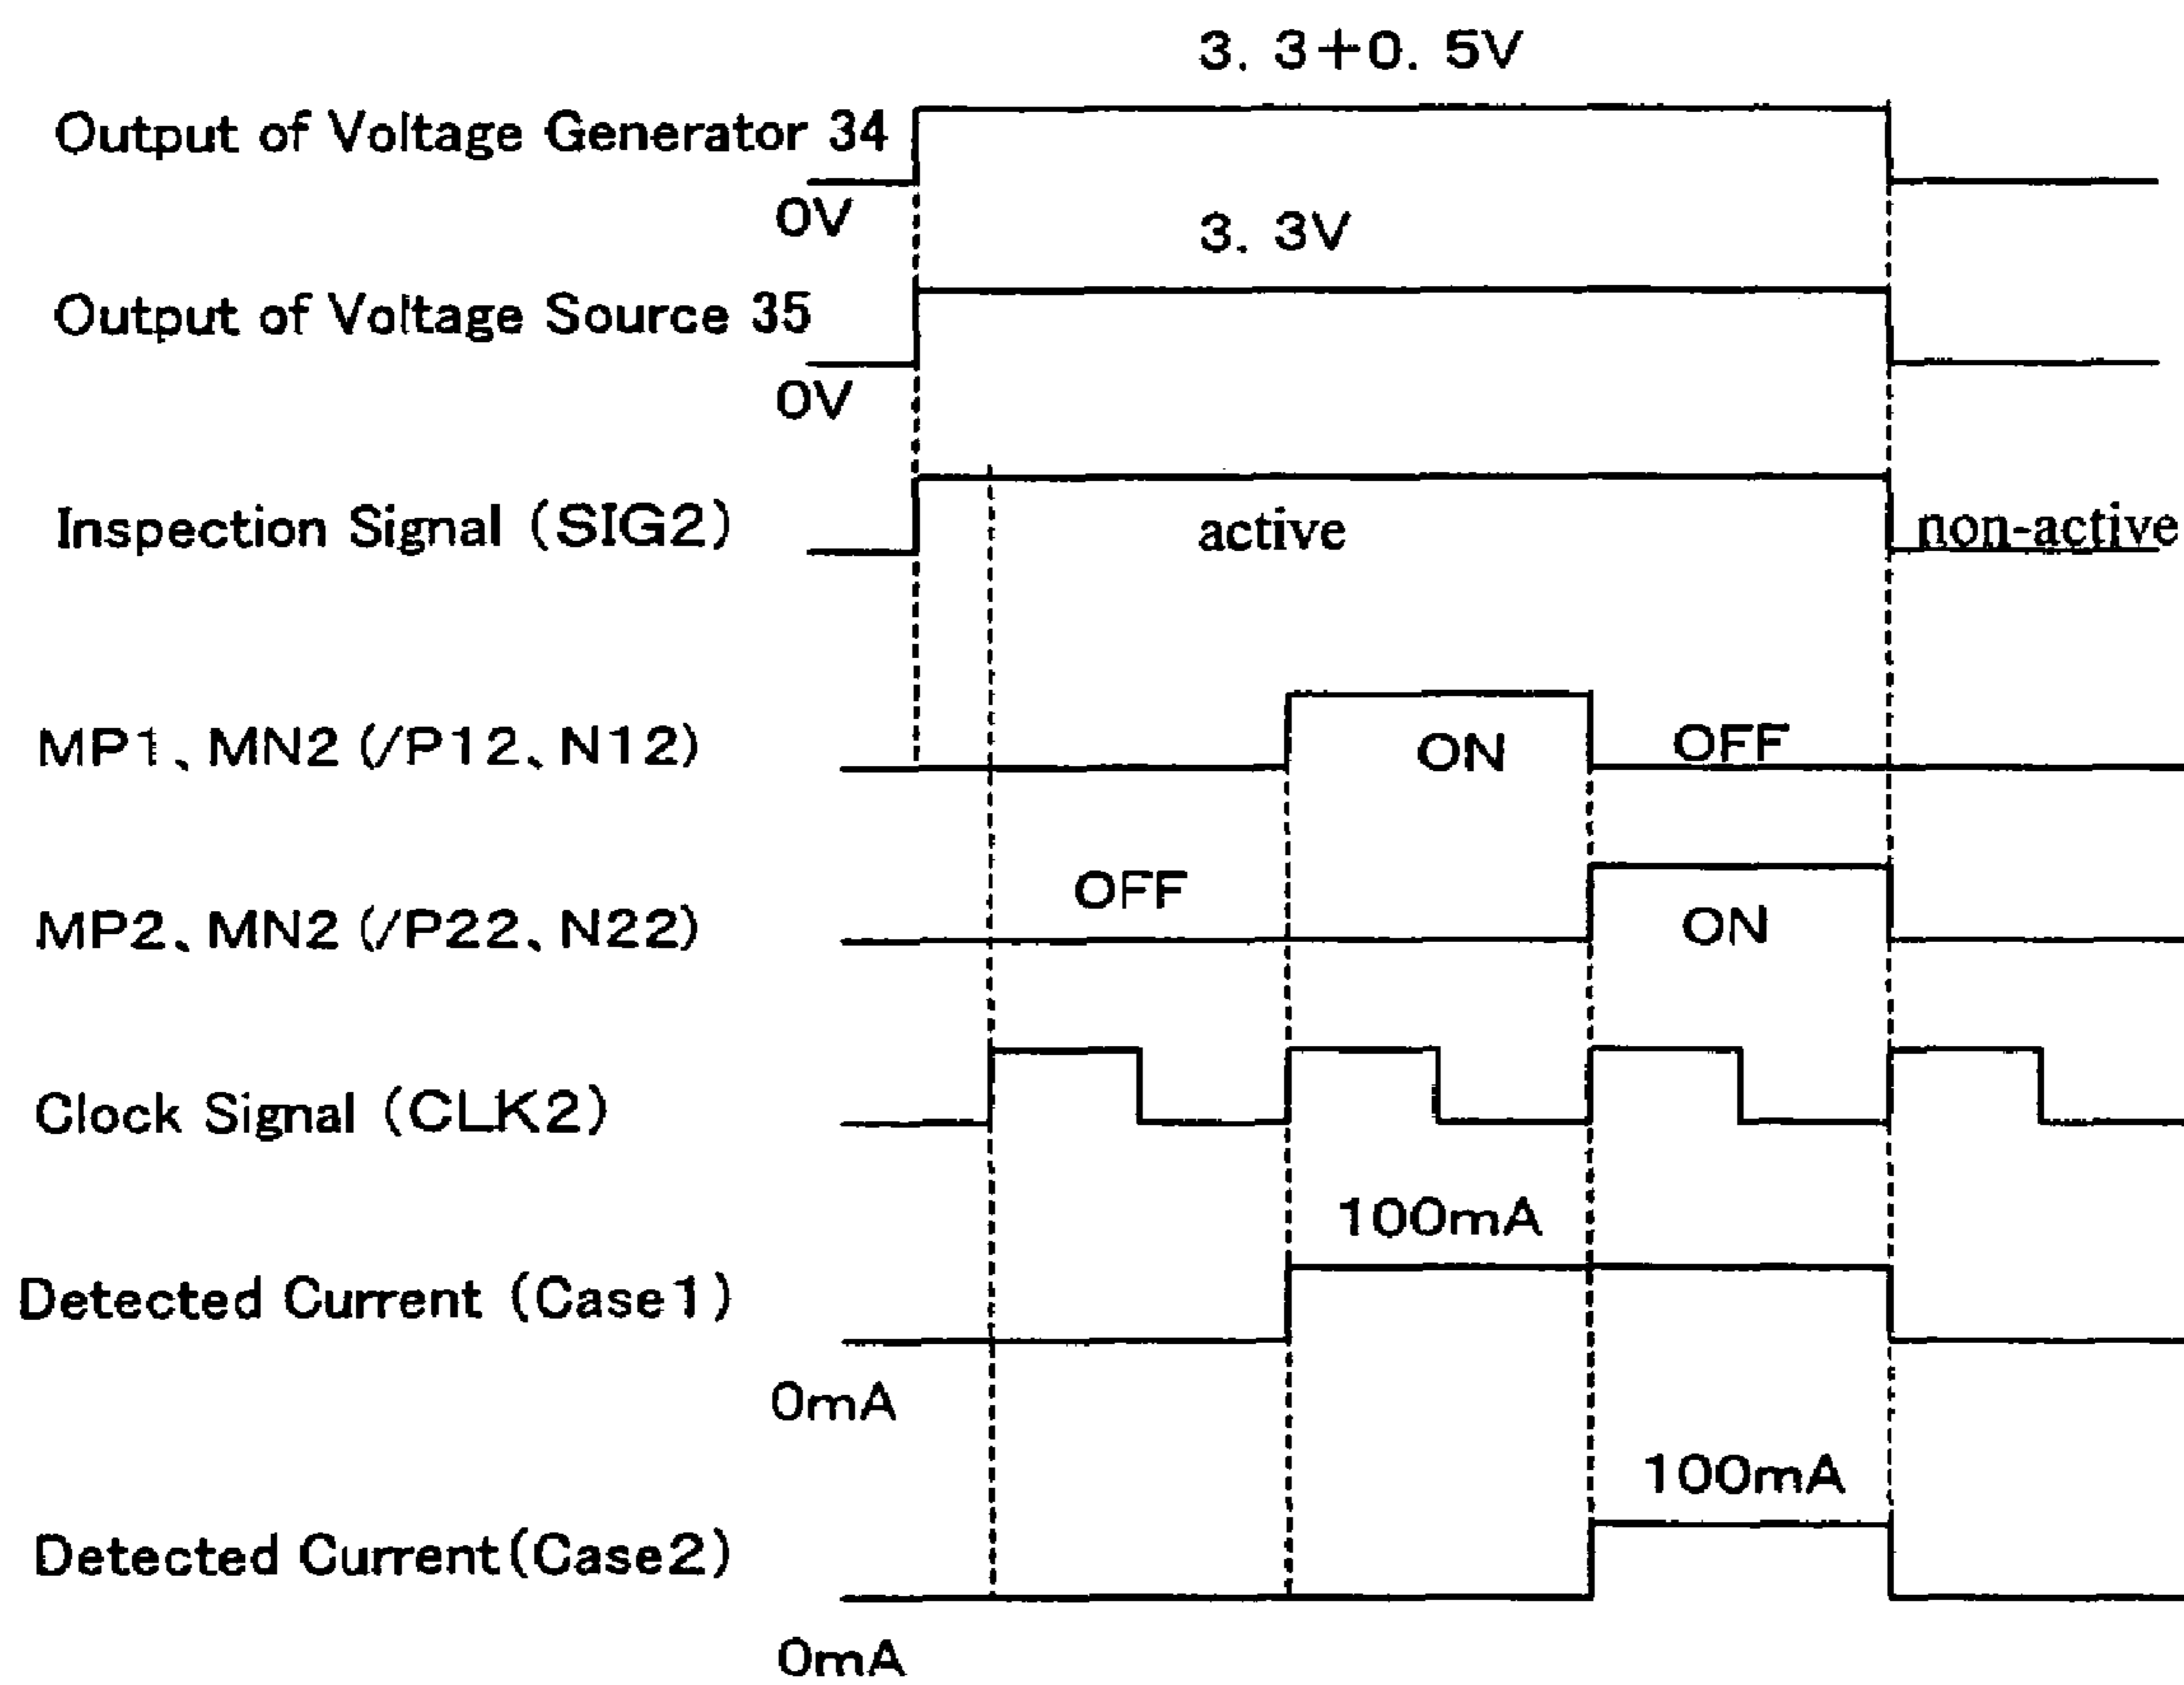 3. 3+0. 5V
Output of Voltage Generator 34
0V
3. 3V
Output of Voltage Source 35
0V
Inspection Signal (SIG2)
active
non-active
MP1、MN2 (/P12、N12)
ON
OFF
OFF
MP2、MN2 (/P22、N22)
ON
Clock Signal (CLK2)
100mA
Detected Current (Case1)
0mA
100mA
Detected Current(Case2)
0mA